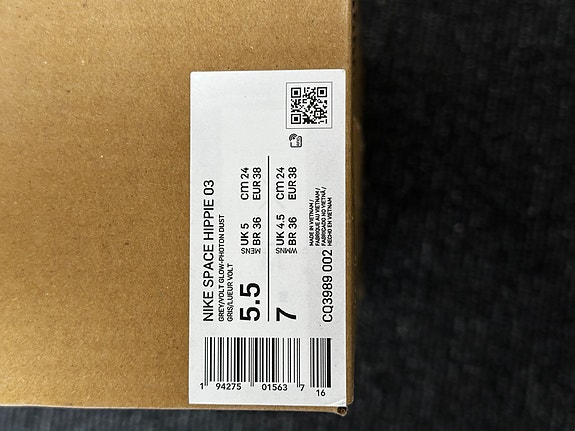 NIKE SPACE HIPPIE 03
GREY/VOLT GLOW-PHOTON DUST
GRIS/LUEUR VOLT
5.5 MENS UK 5 cm 24
BR 36 EUR 38
7 WMNS UK 4.5 cm 24
BR 36 EUR 38
CQ3989 002
MADE IN VIETNAM /
FABRIQUE AU VIETNAM /
FABRICADO NO VIETNÃ /
HECHO EN VIETNAM
1 94275 01563 7 16